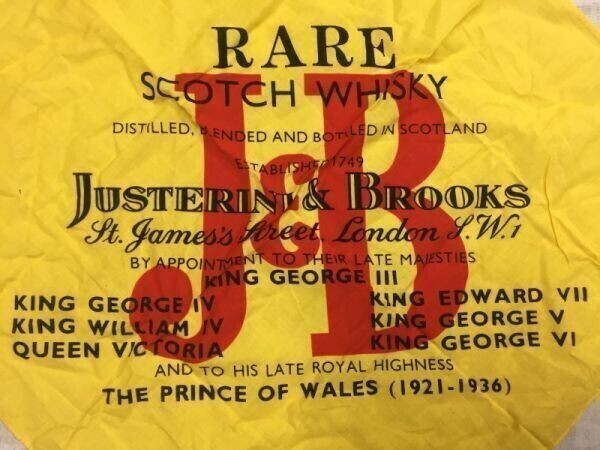 RARE
SCOTCH WHISKY
J&B
DISTILLED, BLENDED AND BOTTLED IN SCOTLAND
ESTABLISHED 1749
JUSTERINI & BROOKS
St. James's Street, London S.W.1
BY APPOINTMENT TO THEIR LATE MAJESTIES
KING GEORGE III
KING GEORGE IV KING EDWARD VII
KING WILLIAM IV KING GEORGE V
QUEEN VICTORIA KING GEORGE VI
AND TO HIS LATE ROYAL HIGHNESS
THE PRINCE OF WALES (1921-1936)